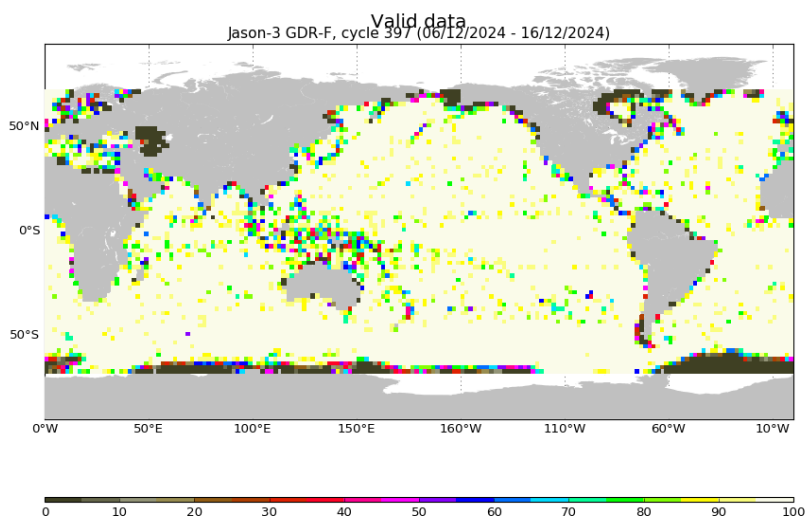 Valid data
Jason-3 GDR-F, cycle 397 (06/12/2024 - 16/12/2024)
50°N
0°S
50°S
0°W 50°E 100°E 150°E 160°W 110°W 60°W 10°W
0 10 20 30 40 50 60 70 80 90 100